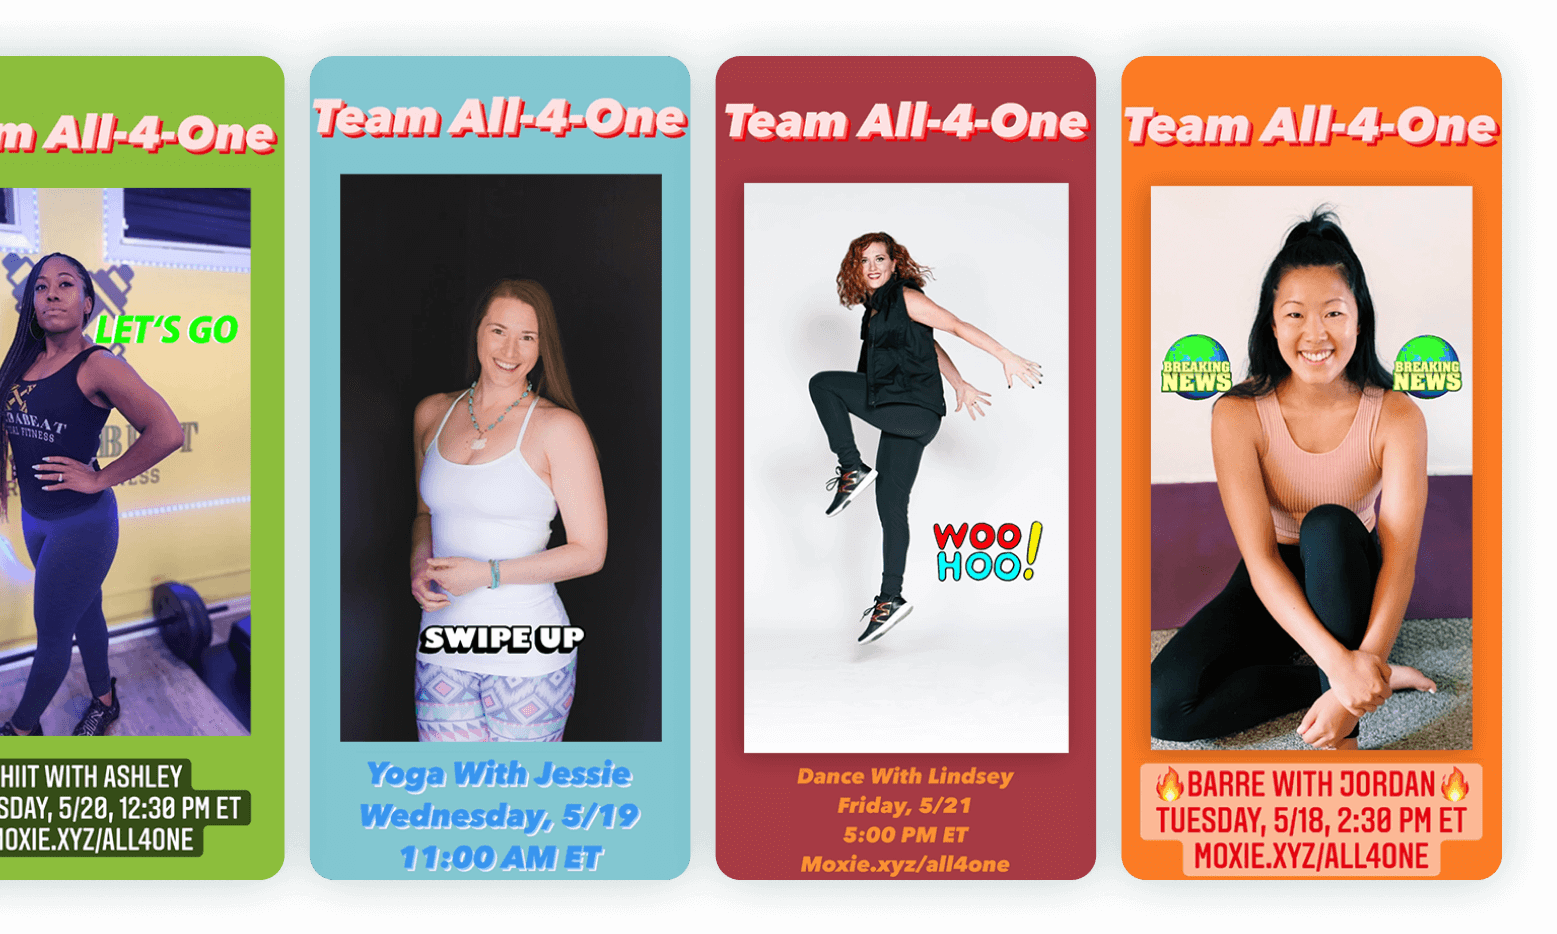 m All-4-One
LET'S GO
HIIT WITH ASHLEY
SDAY, 5/20, 12:30 PM ET
MOXIE.XYZ/ALL4ONE
Team All-4-One
SWIPE UP
Yoga With Jessie
Wednesday, 5/19
11:00 AM ET
Team All-4-One
WOO
HOO!
Dance With Lindsey
Friday, 5/21
5:00 PM ET
Moxie.xyz/all4one
Team All-4-One
BREAKING
NEWS
BREAKING
NEWS
🔥BARRE WITH JORDAN🔥
TUESDAY, 5/18, 2:30 PM ET
MOXIE.XYZ/ALL4ONE